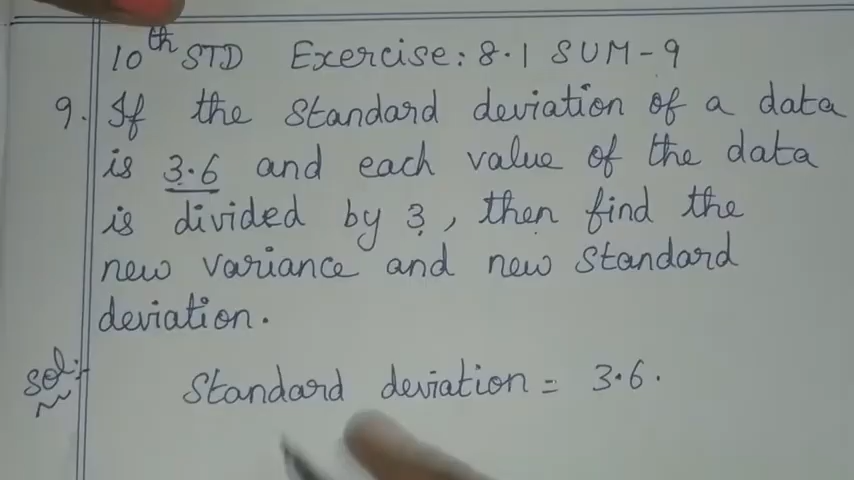 10th STD Exercise: 8.1 SUM-9
9. If the Standard deviation of a data
is 3.6 and each value of the data
is divided by 3, then find the
new variance and new Standard
deviation.
Sol:-
Standard deviation = 3.6.